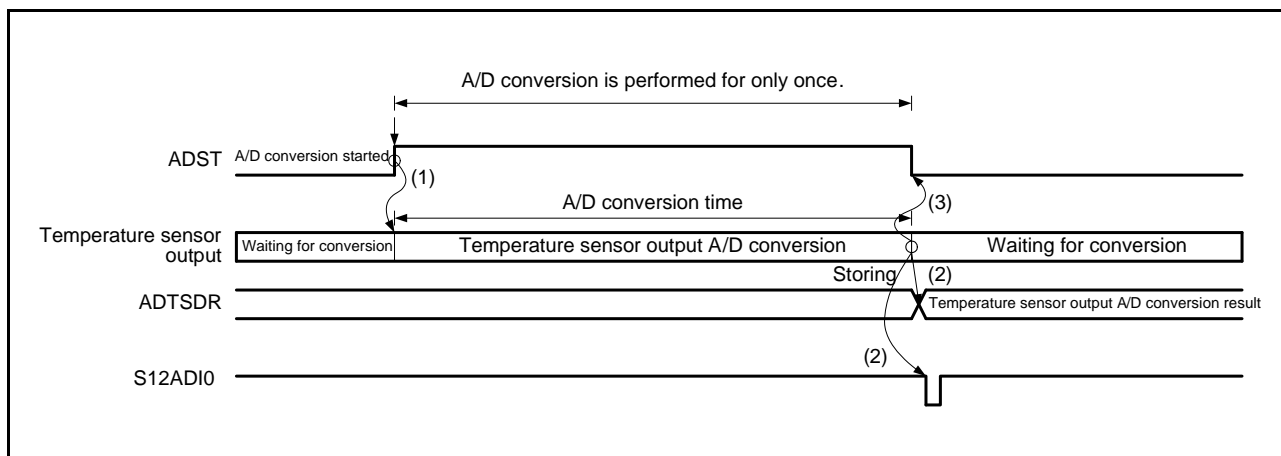 A/D conversion is performed for only once.
ADST
A/D conversion started
(1)
(3)
A/D conversion time
Temperature sensor
output
Waiting for conversion
Temperature sensor output A/D conversion
Waiting for conversion
Storing
(2)
ADTSDR
Temperature sensor output A/D conversion result
(2)
S12ADI0